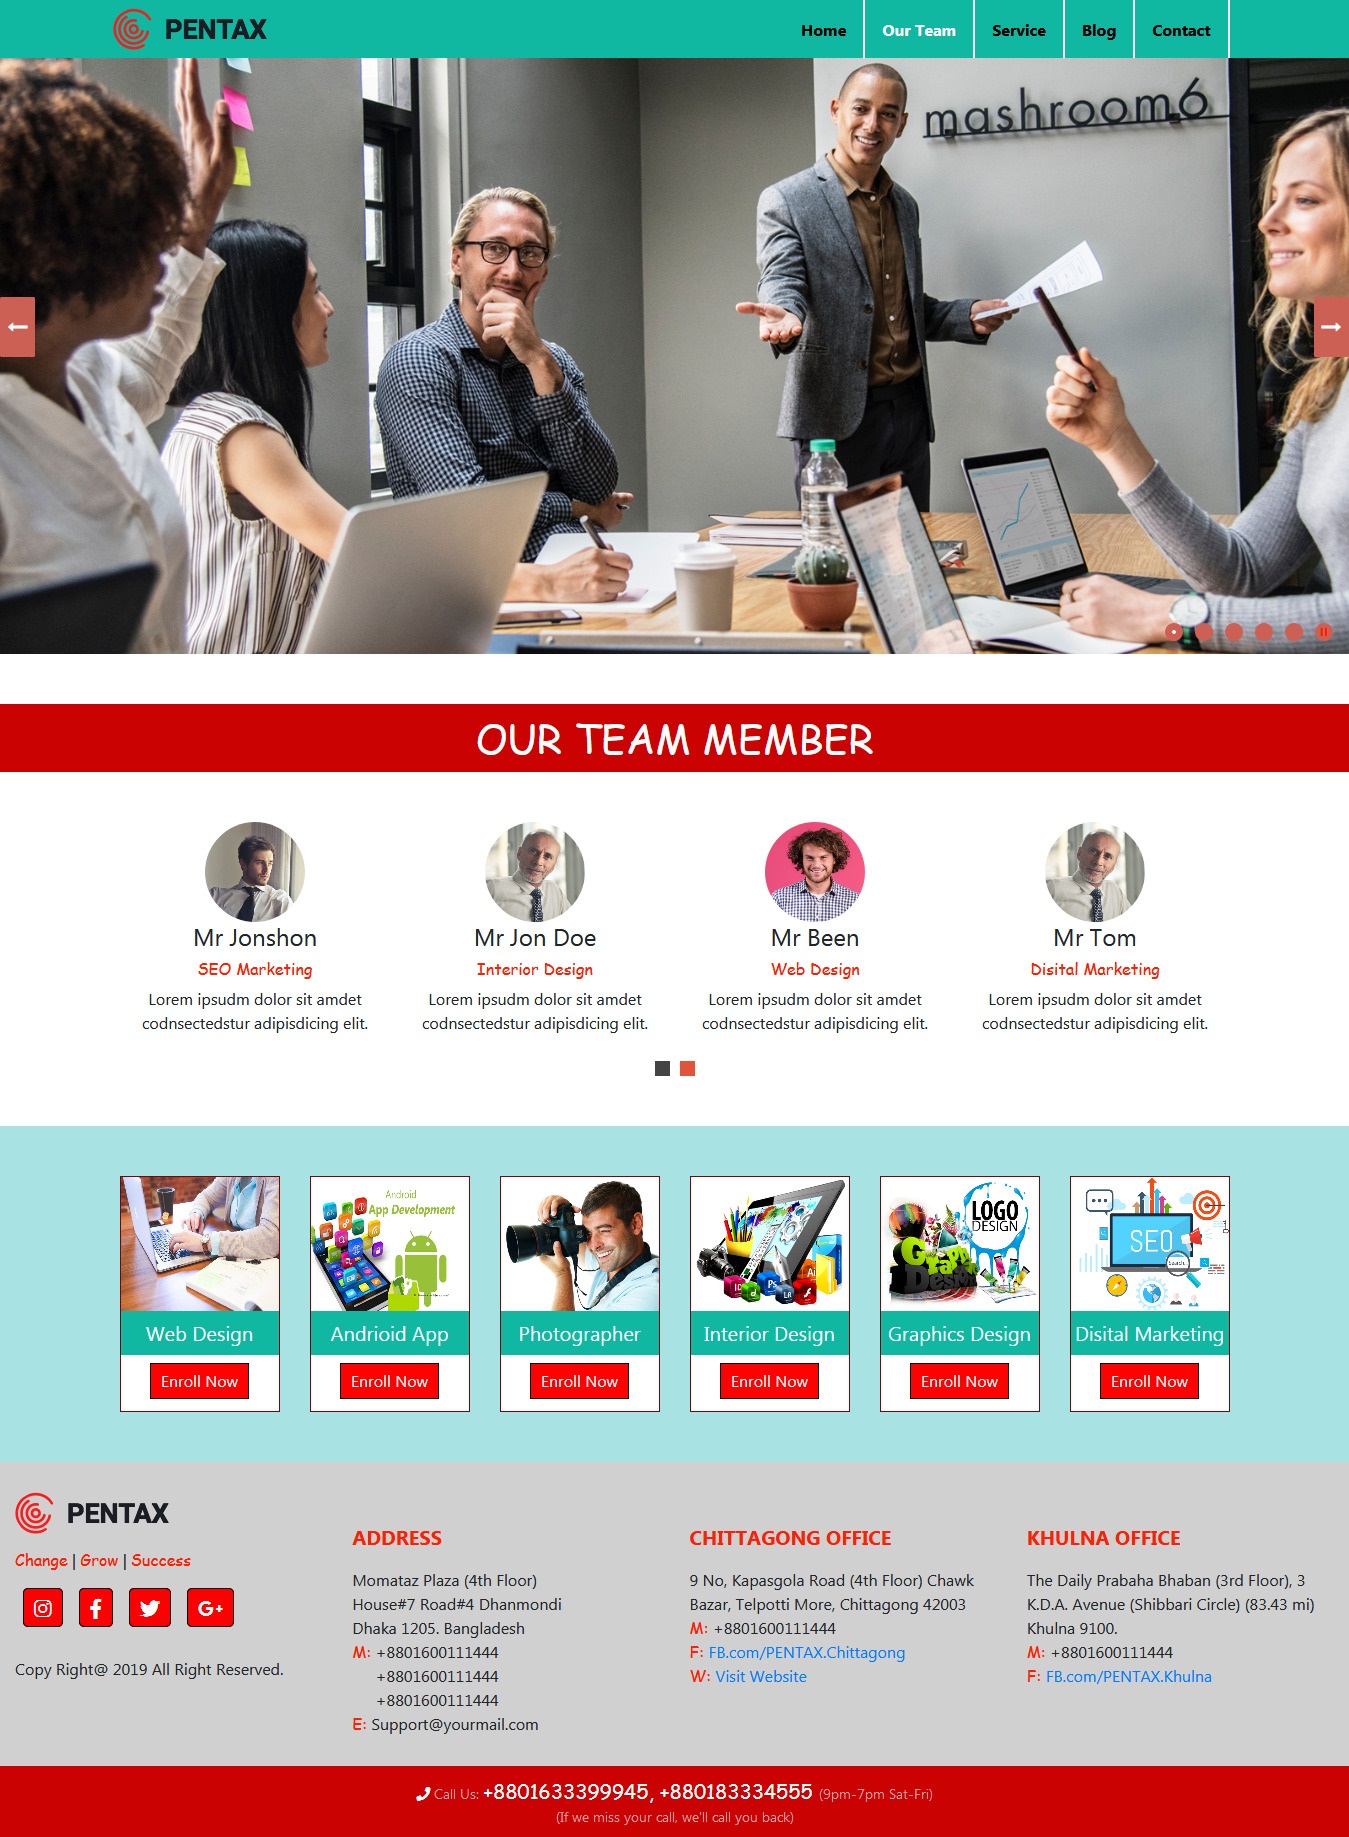 PENTAX
Home
Our Team
Service
Blog
Contact
mashroom6
OUR TEAM MEMBER
Mr Jonshon
SEO Marketing
Lorem ipsudm dolor sit amdet
codnsectedstur adipisdicing elit.
Mr Jon Doe
Interior Design
Lorem ipsudm dolor sit amdet
codnsectedstur adipisdicing elit.
Mr Been
Web Design
Lorem ipsudm dolor sit amdet
codnsectedstur adipisdicing elit.
Mr Tom
Disital Marketing
Lorem ipsudm dolor sit amdet
codnsectedstur adipisdicing elit.
Web Design
Enroll Now
Android
App Development
Andrioid App
Enroll Now
Photographer
Enroll Now
Ai
Ps
Interior Design
Enroll Now
LOGO
DESIGN
Graphic
Design
Graphics Design
Enroll Now
SEO
Search..
Disital Marketing
Enroll Now
PENTAX
Change | Grow | Success
G+
Copy Right@ 2019 All Right Reserved.
ADDRESS
Momataz Plaza (4th Floor)
House#7 Road#4 Dhanmondi
Dhaka 1205. Bangladesh
M: +8801600111444
+8801600111444
+8801600111444
E: Support@yourmail.com
CHITTAGONG OFFICE
9 No, Kapasgola Road (4th Floor) Chawk
Bazar, Telpotti More, Chittagong 42003
M: +8801600111444
F: FB.com/PENTAX.Chittagong
W: Visit Website
KHULNA OFFICE
The Daily Prabaha Bhaban (3rd Floor), 3
K.D.A. Avenue (Shibbari Circle) (83.43 mi)
Khulna 9100.
M: +8801600111444
F: FB.com/PENTAX.Khulna
Call Us: +8801633399945, +880183334555 (9pm-7pm Sat-Fri)
(If we miss your call, we'll call you back)